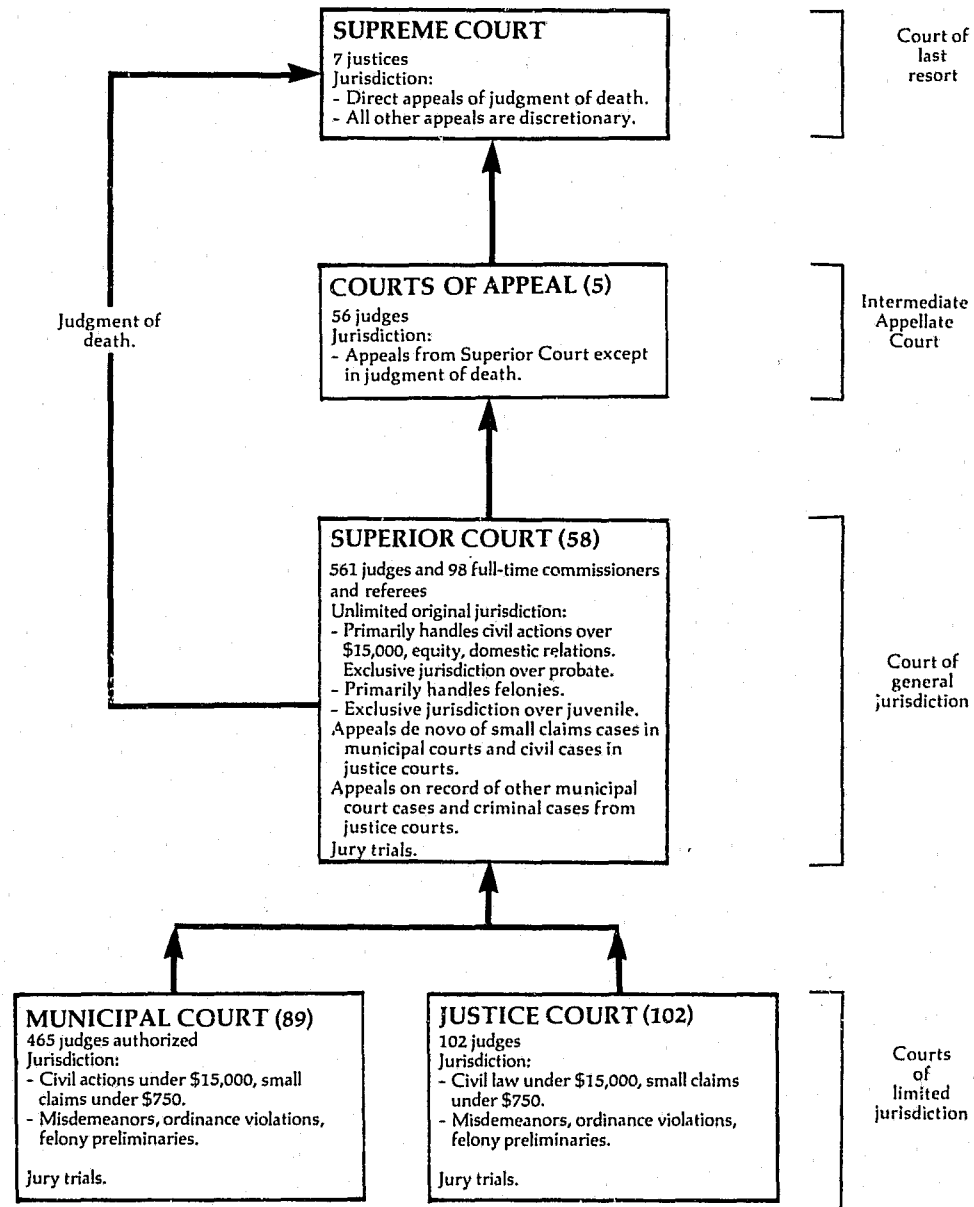 SUPREME COURT
7 justices
Jurisdiction:
- Direct appeals of judgment of death.
- All other appeals are discretionary.
Court of
last
resort
Judgment of
death.
COURTS OF APPEAL (5)
56 judges
Jurisdiction:
- Appeals from Superior Court except
in judgment of death.
Intermediate
Appellate
Court
SUPERIOR COURT (58)
561 judges and 98 full-time commissioners
and referees
Unlimited original jurisdiction:
- Primarily handles civil actions over
$15,000, equity, domestic relations.
Exclusive jurisdiction over probate.
- Primarily handles felonies.
- Exclusive jurisdiction over juvenile.
Appeals de novo of small claims cases in
municipal courts and civil cases in
justice courts.
Appeals on record of other municipal
court cases and criminal cases from
justice courts.
Jury trials.
Court of
general
jurisdiction
MUNICIPAL COURT (89)
465 judges authorized
Jurisdiction:
- Civil actions under $15,000, small
claims under $750.
- Misdemeanors, ordinance violations,
felony preliminaries.
Jury trials.
JUSTICE COURT (102)
102 judges
Jurisdiction:
- Civil law under $15,000, small claims
under $750.
- Misdemeanors, ordinance violations,
felony preliminaries.
Jury trials.
Courts
of
limited
jurisdiction